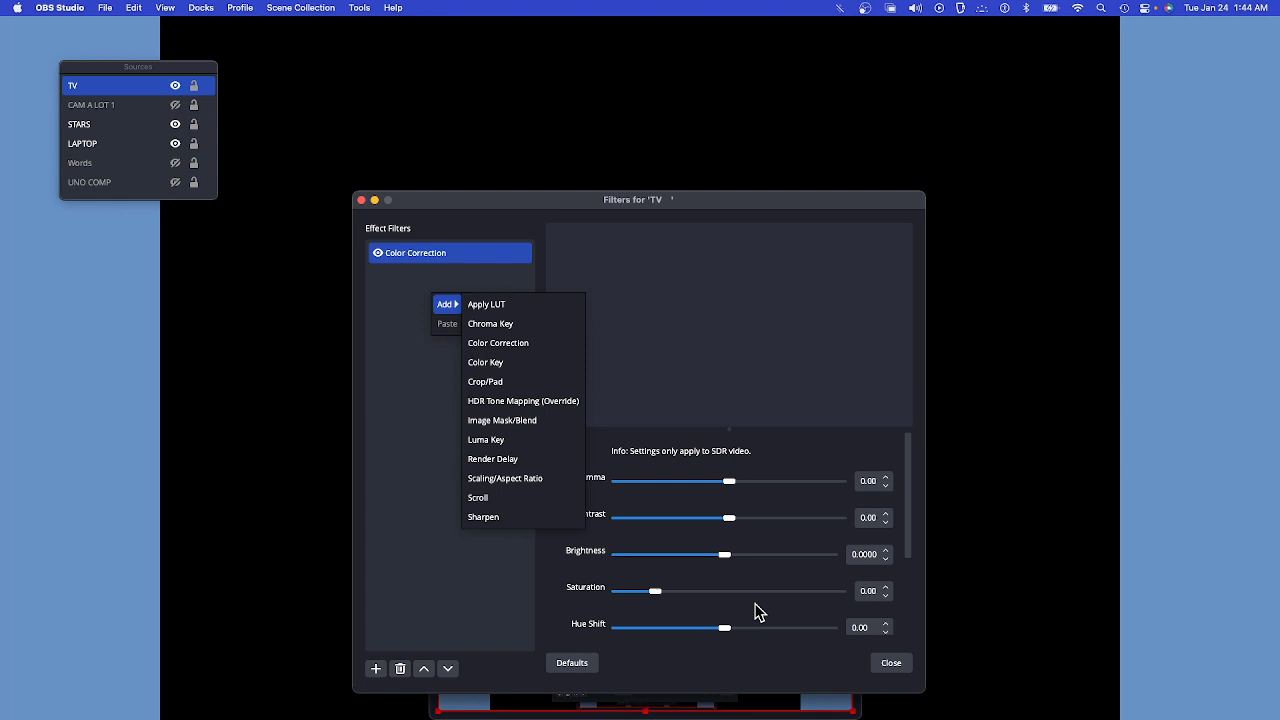 OBS Studio File Edit View Docks Profile Scene Collection Tools Help Tue Jan 24 1:44 AM
Sources
TV
CAM A LOT 1
STARS
LAPTOP
Words
UNO COMP
Filters for 'TV '
Effect Filters
Color Correction
Add
Paste
Apply LUT
Chroma Key
Color Correction
Color Key
Crop/Pad
HDR Tone Mapping (Override)
Image Mask/Blend
Luma Key
Render Delay
Scaling/Aspect Ratio
Scroll
Sharpen
Info: Settings only apply to SDR video.
mma 0.00
ntrast 0.00
Brightness 0.0000
Saturation 0.00
Hue Shift 0.00
Defaults Close